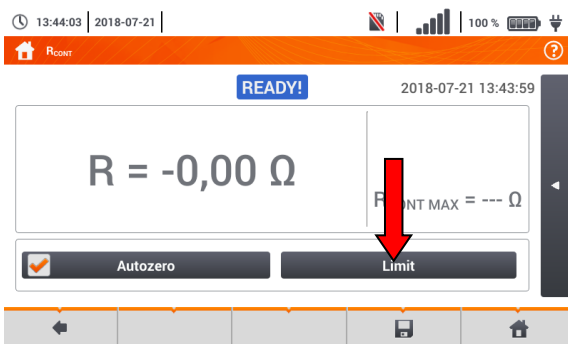 13:44:03 2018-07-21 100 %
RCONT
READY! 2018-07-21 13:43:59
R = -0,00 Ω
CONT MAX = --- Ω
Autozero Limit